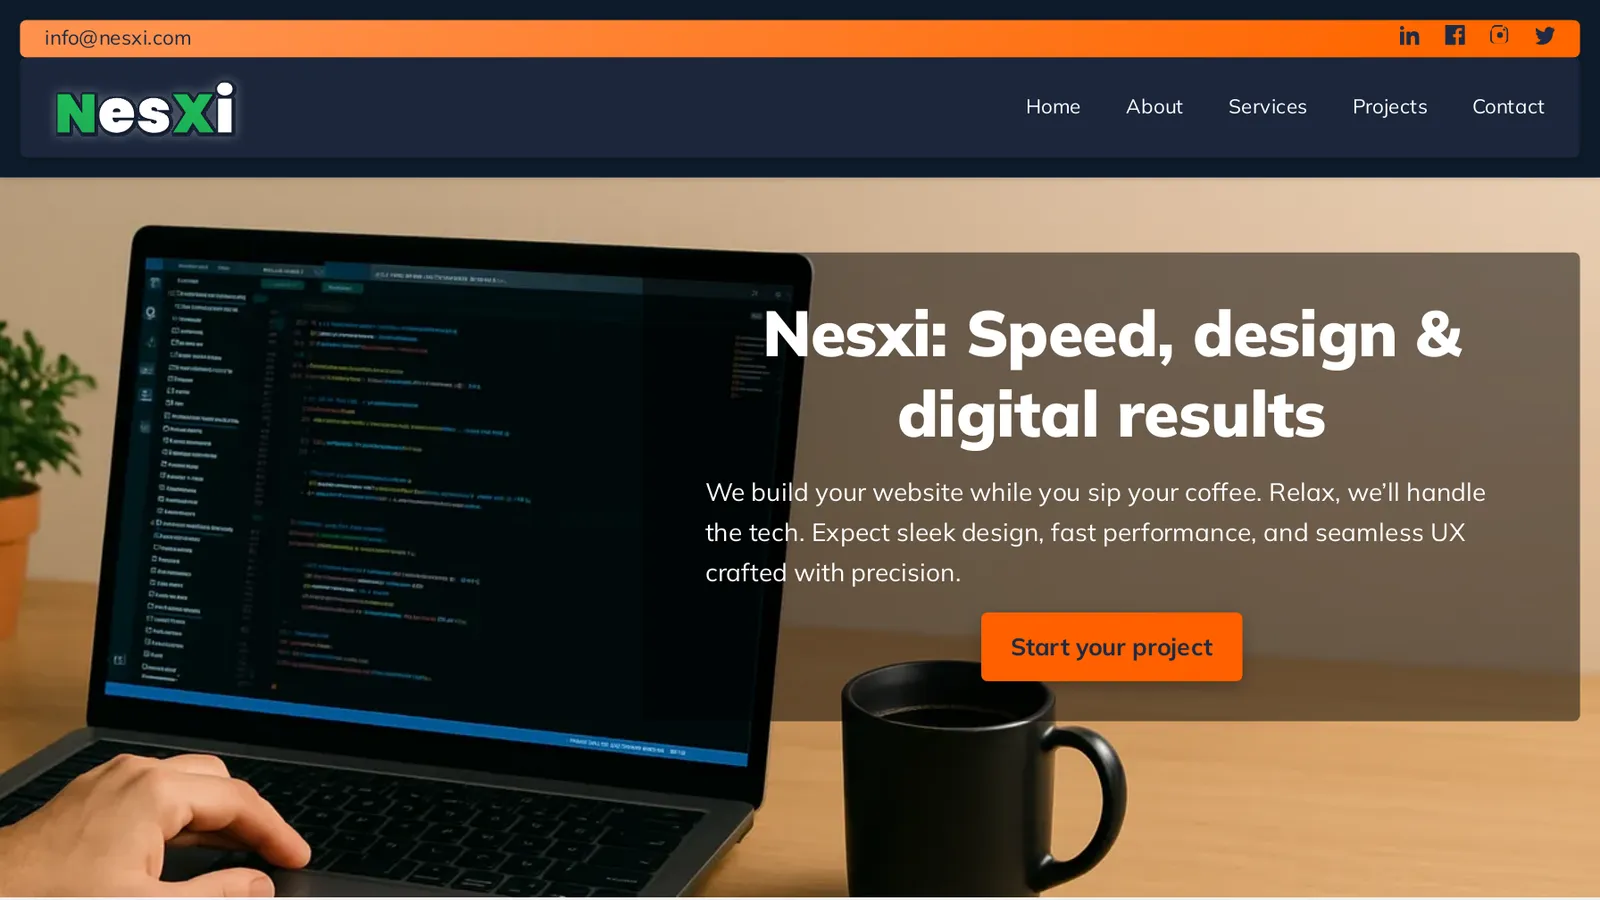 info@nesxi.com
NesXi
Home About Services Projects Contact
Nesxi: Speed, design &
digital results
We build your website while you sip your coffee. Relax, we’ll handle
the tech. Expect sleek design, fast performance, and seamless UX
crafted with precision.
Start your project